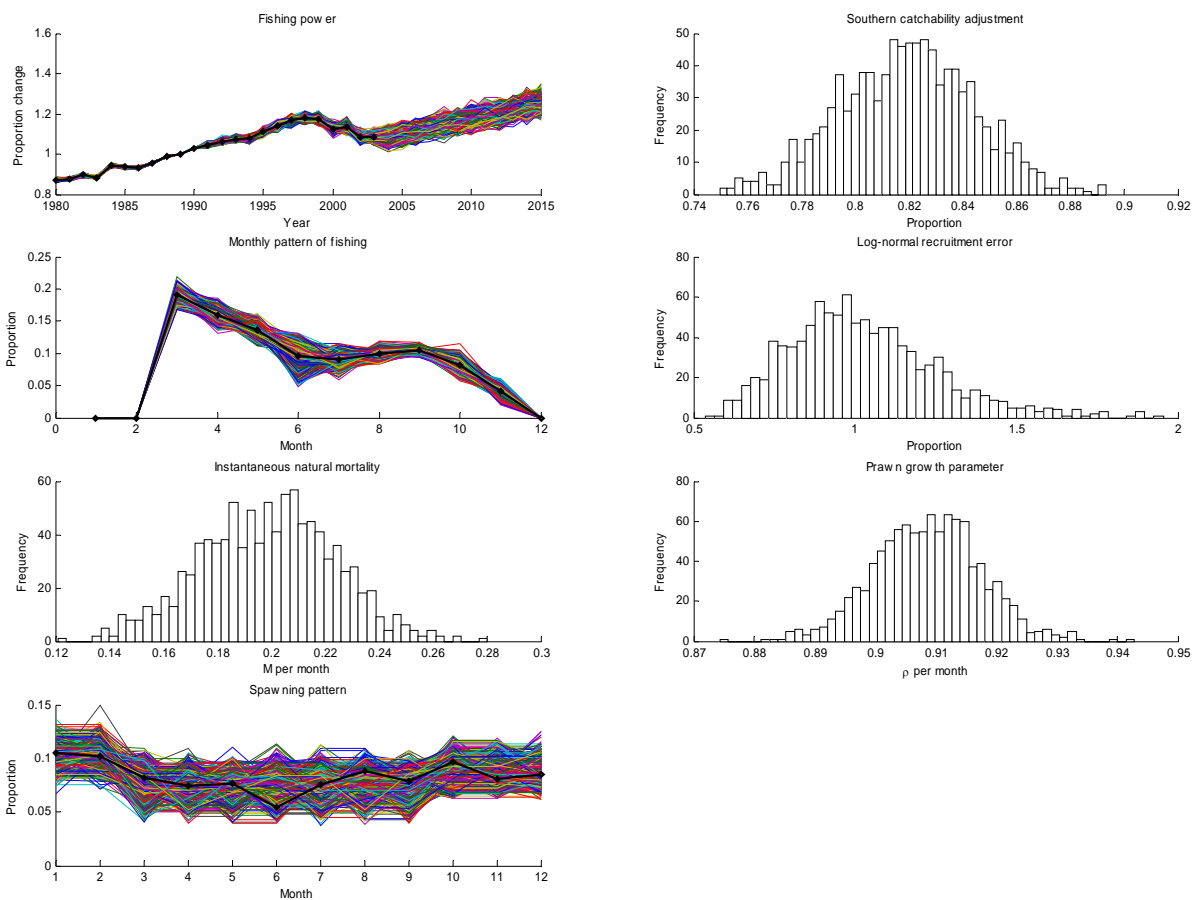 Fishing power
1.6
1.4
1.2
1
0.8
Proportion change
1980 1985 1990 1995 2000 2005 2010 2015
Year
Southern catchability adjustment
50
40
30
20
10
0
Frequency
0.74 0.76 0.78 0.8 0.82 0.84 0.86 0.88 0.9 0.92
Proportion
Monthly pattern of fishing
0.25
0.2
0.15
0.1
0.05
0
Proportion
0 2 4 6 8 10 12
Month
Log-normal recruitment error
80
60
40
20
0
Frequency
0.5 1 1.5 2
Proportion
Instantaneous natural mortality
60
40
20
0
Frequency
0.12 0.14 0.16 0.18 0.2 0.22 0.24 0.26 0.28 0.3
M per month
Prawn growth parameter
80
60
40
20
0
Frequency
0.87 0.88 0.89 0.9 0.91 0.92 0.93 0.94 0.95
ρ per month
Spawning pattern
0.15
0.1
0.05
0
Proportion
1 2 3 4 5 6 7 8 9 10 11 12
Month